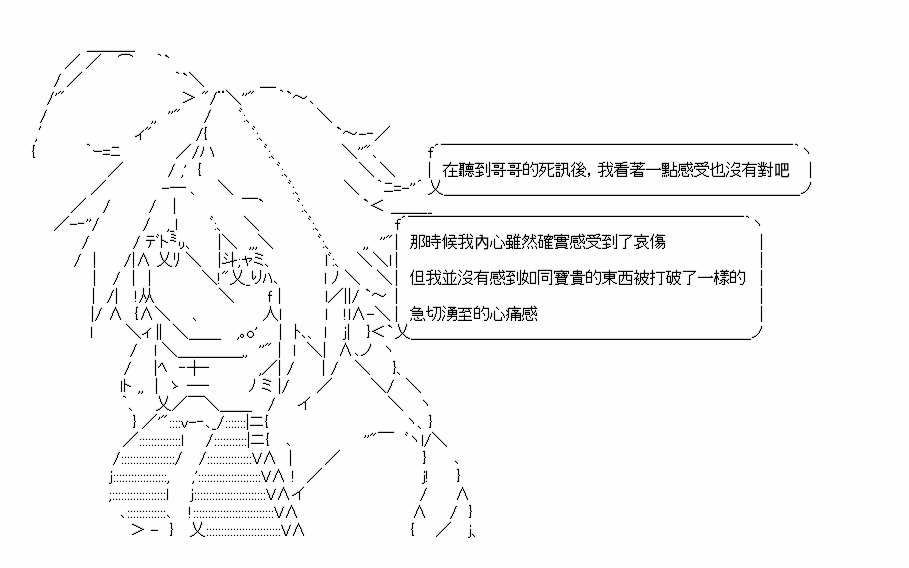 在聽到哥哥的死訊後, 我看著一點感受也沒有對吧
那時候我內心雖然確實感受到了哀傷
但我並沒有感到如同寶貴的東西被打破了一樣的
急切湧至的心痛感